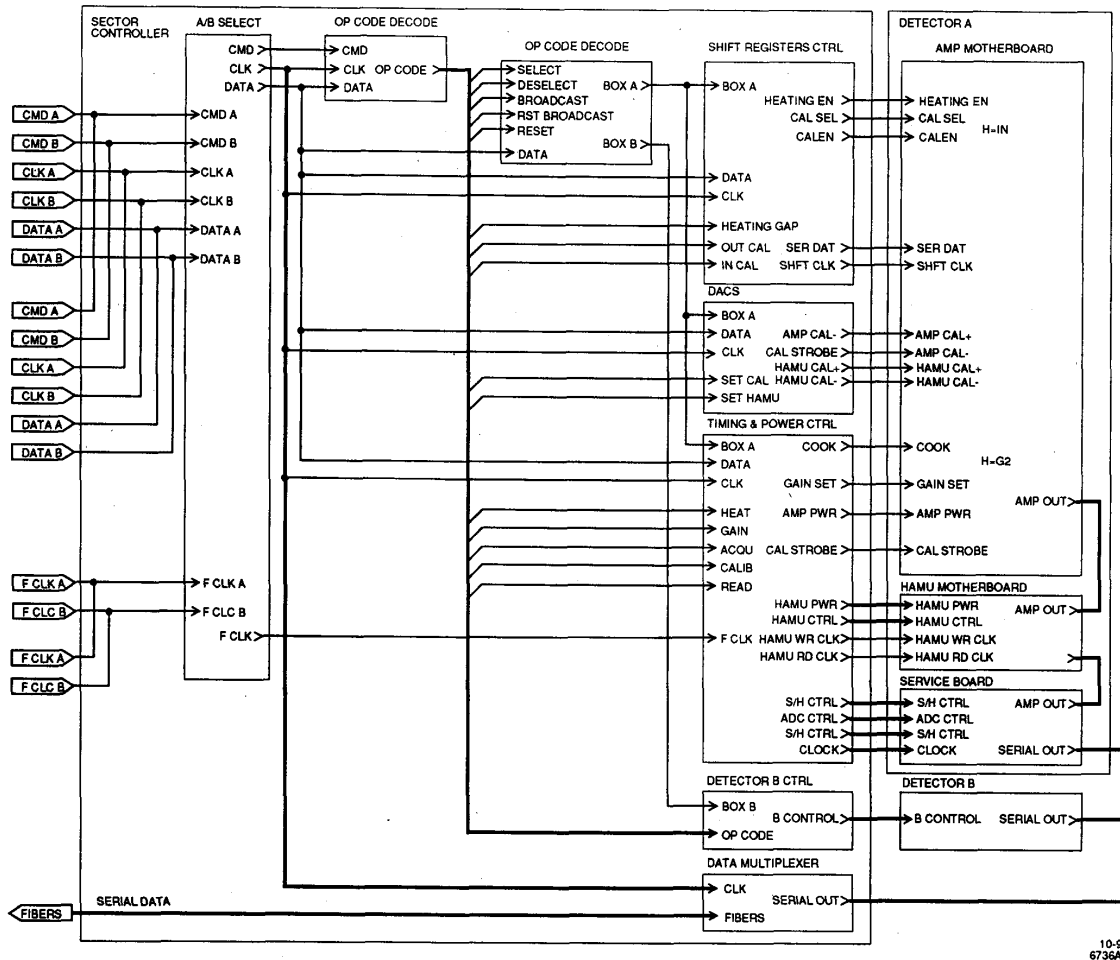 SECTOR CONTROLLER
A/B SELECT
CMD
CLK
DATA
CMD A
CMD B
CLK A
CLK B
DATA A
DATA B
F CLK A
F CLC B
F CLK
CMD A
CMD B
CLK A
CLK B
DATA A
DATA B
CMD A
CMD B
CLK A
CLK B
DATA A
DATA B
F CLK A
F CLC B
F CLK A
F CLC B
FIBERS
SERIAL DATA
OP CODE DECODE
CMD
CLK OP CODE
DATA
OP CODE DECODE
SELECT
DESELECT
BROADCAST
RST BROADCAST
RESET
DATA
BOX A
BOX B
SHIFT REGISTERS CTRL
BOX A
HEATING EN
CAL SEL
CALEN
DATA
CLK
HEATING GAP
OUT CAL SER DAT
IN CAL SHFT CLK
DACS
BOX A
DATA AMP CAL-
CLK CAL STROBE
HAMU CAL+
SET CAL HAMU CAL-
SET HAMU
TIMING & POWER CTRL
BOX A COOK
DATA
CLK GAIN SET
HEAT AMP PWR
GAIN
ACQU CAL STROBE
CALIB
READ
HAMU PWR
HAMU CTRL
F CLK HAMU WR CLK
HAMU RD CLK
S/H CTRL
ADC CTRL
S/H CTRL
CLOCK
DETECTOR B CTRL
BOX B
B CONTROL
OP CODE
DATA MULTIPLEXER
CLK
SERIAL OUT
FIBERS
DETECTOR A
AMP MOTHERBOARD
HEATING EN
CAL SEL
H=IN
CALEN
SER DAT
SHFT CLK
AMP CAL+
AMP CAL-
HAMU CAL+
HAMU CAL-
COOK
H=G2
GAIN SET
AMP OUT
AMP PWR
CAL STROBE
HAMU MOTHERBOARD
HAMU PWR AMP OUT
HAMU CTRL
HAMU WR CLK
HAMU RD CLK
SERVICE BOARD
S/H CTRL AMP OUT
ADC CTRL
S/H CTRL
CLOCK SERIAL OUT
DETECTOR B
B CONTROL SERIAL OUT
10-9
6736A